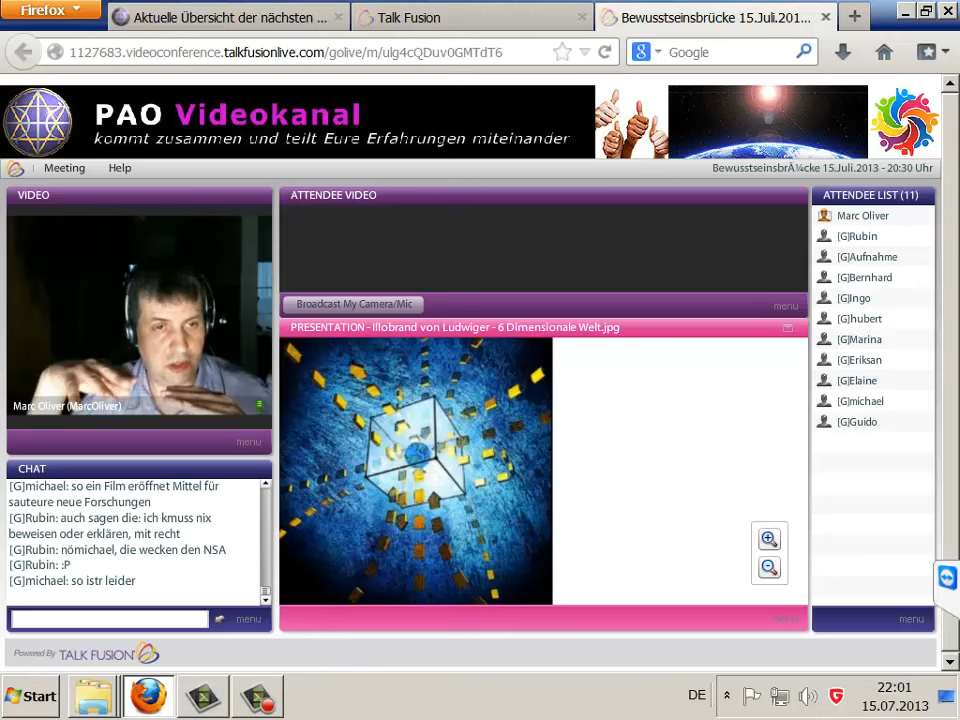 Firefox
Aktuelle Übersicht der nächsten ...
Talk Fusion
Bewusstseinsbrücke 15.Juli.201...
1127683.videoconference.talkfusionlive.com/golive/m/ulg4cQDuv0GMTdT6
Google
PAO Videokanal
kommt zusammen und teilt Eure Erfahrungen miteinander
Meeting
Help
BewusstseinsbrÃ¼cke 15.Juli.2013 - 20:30 Uhr
VIDEO
Marc Oliver (MarcOliver)
menu
CHAT
[G]michael: so ein Film eröffnet Mittel für
sauteure neue Forschungen
[G]Rubin: auch sagen die: ich kmuss nix
beweisen oder erklären, mit recht
[G]Rubin: nömichael, die wecken den NSA
[G]Rubin: :P
[G]michael: so istr leider
menu
ATTENDEE VIDEO
Broadcast My Camera/Mic
menu
PRESENTATION - Illobrand von Ludwiger - 6 Dimensionale Welt.jpg
menu
ATTENDEE LIST (11)
Marc Oliver
[G]Rubin
[G]Aufnahme
[G]Bernhard
[G]Ingo
[G]hubert
[G]Marina
[G]Eriksan
[G]Elaine
[G]michael
[G]Guido
menu
Powered By TALK FUSION
Start
DE
22:01
15.07.2013